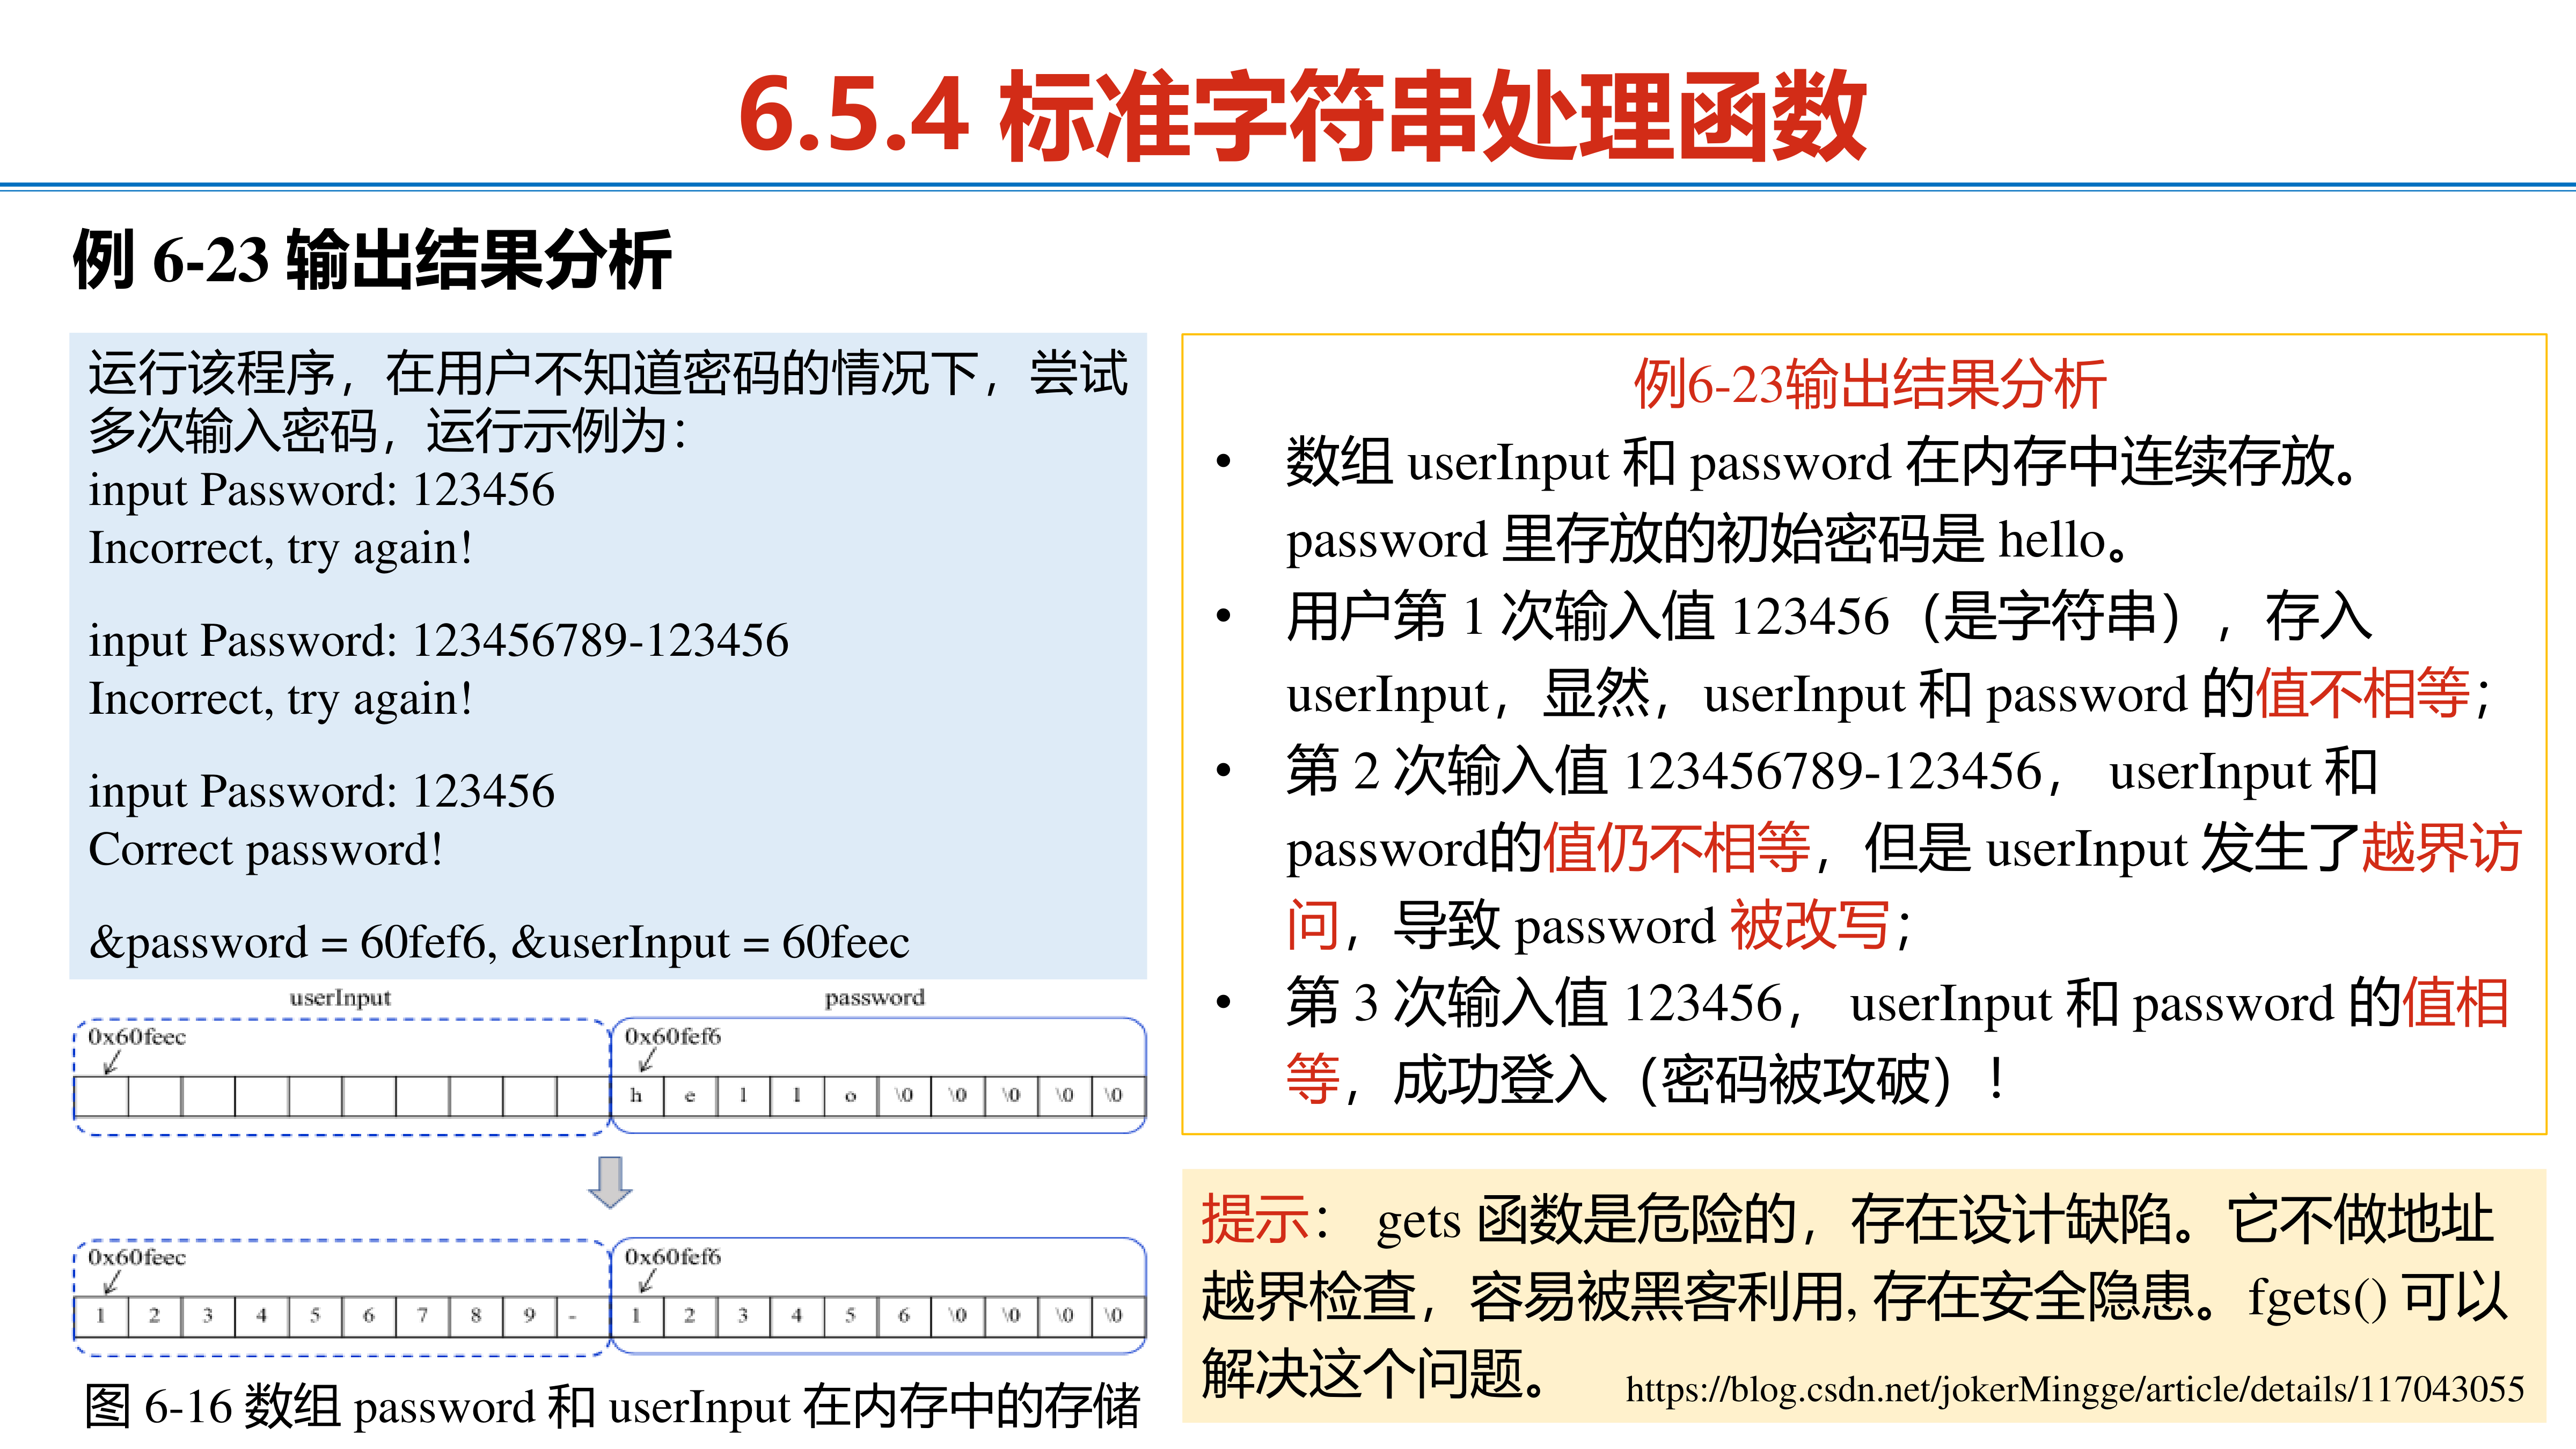 6.5.4 标准字符串处理函数
例 6-23 输出结果分析
运行该程序，在用户不知道密码的情况下，尝试
多次输入密码，运行示例为：
input Password: 123456
Incorrect, try again!
input Password: 123456789-123456
Incorrect, try again!
input Password: 123456
Correct password!
&password = 60fef6, &userInput = 60feec
userInput password
0x60feec 0x60fef6
h e l l o \0 \0 \0 \0 \0
0x60feec 0x60fef6
1 2 3 4 5 6 7 8 9 - 1 2 3 4 5 6 \0 \0 \0 \0
图 6-16 数组 password 和 userInput 在内存中的存储
例6-23输出结果分析
• 数组 userInput 和 password 在内存中连续存放。
password 里存放的初始密码是 hello。
• 用户第 1 次输入值 123456（是字符串），存入
userInput，显然，userInput 和 password 的值不相等；
• 第 2 次输入值 123456789-123456， userInput 和
password的值仍不相等，但是 userInput 发生了越界访
问，导致 password 被改写；
• 第 3 次输入值 123456， userInput 和 password 的值相
等，成功登入（密码被攻破）！
提示： gets 函数是危险的，存在设计缺陷。它不做地址
越界检查，容易被黑客利用, 存在安全隐患。fgets() 可以
解决这个问题。 https://blog.csdn.net/jokerMingge/article/details/117043055